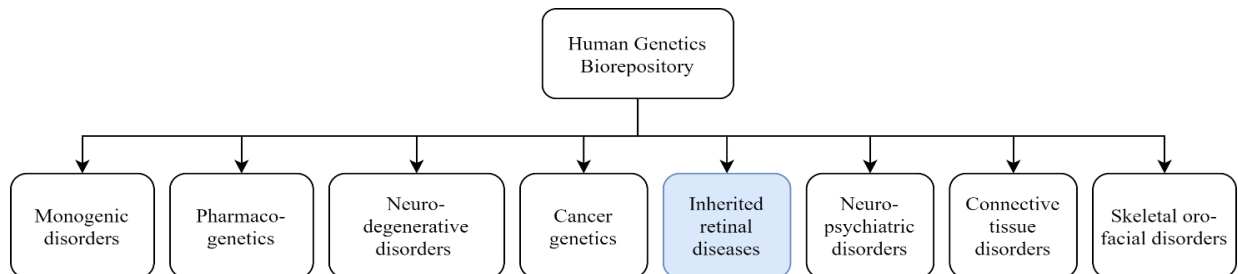 Human Genetics
Biorepository
Monogenic
disorders
Pharmaco-
genetics
Neuro-
degenerative
disorders
Cancer
genetics
Inherited
retinal
diseases
Neuro-
psychiatric
disorders
Connective
tissue
disorders
Skeletal oro-
facial disorders